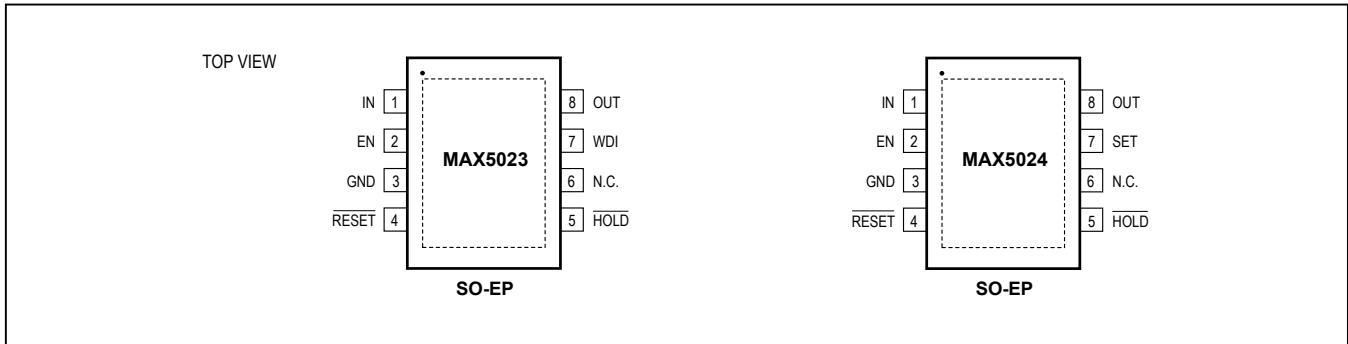 TOP VIEW
IN 1
EN 2
GND 3
RESET 4
MAX5023
8 OUT
7 WDI
6 N.C.
5 HOLD
SO-EP
IN 1
EN 2
GND 3
RESET 4
MAX5024
8 OUT
7 SET
6 N.C.
5 HOLD
SO-EP